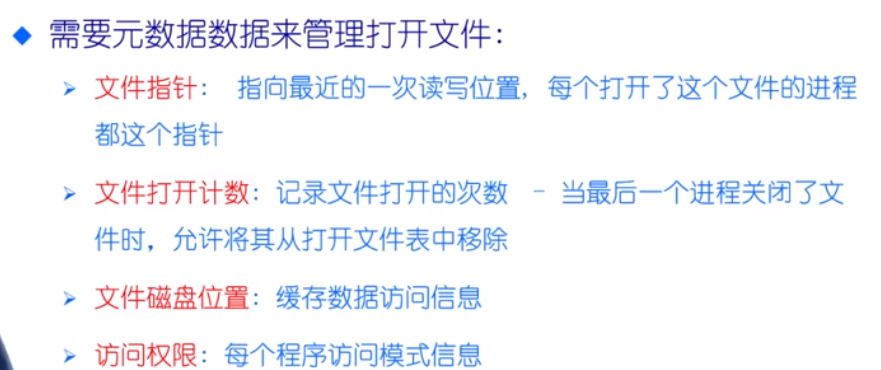 需要元数据数据来管理打开文件：
文件指针： 指向最近的一次读写位置，每个打开了这个文件的进程
都这个指针
文件打开计数：记录文件打开的次数 – 当最后一个进程关闭了文
件时，允许将其从打开文件表中移除
文件磁盘位置：缓存数据访问信息
访问权限：每个程序访问模式信息